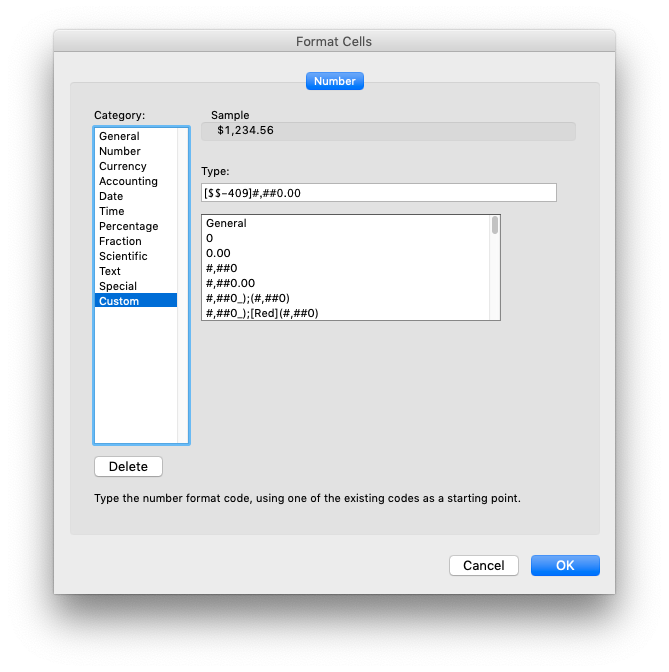 Format Cells
Number
Category:
General
Number
Currency
Accounting
Date
Time
Percentage
Fraction
Scientific
Text
Special
Custom
Sample
$1,234.56
Type:
[$$-409]#,##0.00
General
0
0.00
#,##0
#,##0.00
#,##0_);(#,##0)
#,##0_);[Red](#,##0)
Delete
Type the number format code, using one of the existing codes as a starting point.
Cancel
OK